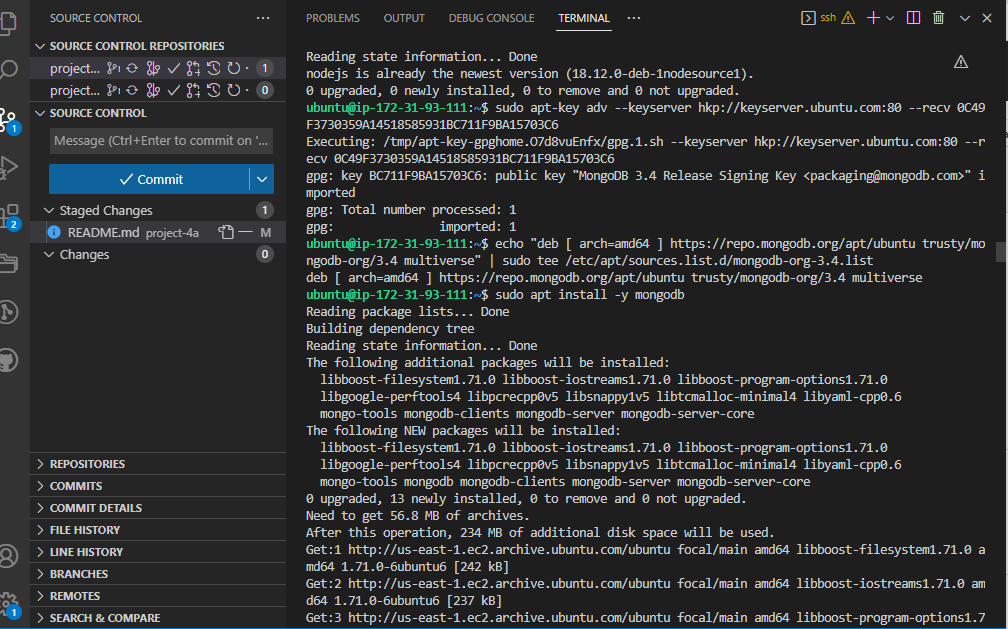 SOURCE CONTROL
SOURCE CONTROL REPOSITORIES
project... 1
project... 0
SOURCE CONTROL
1
Message (Ctrl+Enter to commit on '...
Commit
Staged Changes 1
2
README.md project-4a M
Changes 0
REPOSITORIES
COMMITS
COMMIT DETAILS
FILE HISTORY
LINE HISTORY
BRANCHES
REMOTES
1
SEARCH & COMPARE
PROBLEMS OUTPUT DEBUG CONSOLE TERMINAL ··· ssh
Reading state information... Done
nodejs is already the newest version (18.12.0-deb-1nodesource1).
0 upgraded, 0 newly installed, 0 to remove and 0 not upgraded.
ubuntu@ip-172-31-93-111:~$ sudo apt-key adv --keyserver hkp://keyserver.ubuntu.com:80 --recv 0C49
F3730359A14518585931BC711F9BA15703C6
Executing: /tmp/apt-key-gpghome.O7d8vuEnfx/gpg.1.sh --keyserver hkp://keyserver.ubuntu.com:80 --r
ecv 0C49F3730359A14518585931BC711F9BA15703C6
gpg: key BC711F9BA15703C6: public key "MongoDB 3.4 Release Signing Key <packaging@mongodb.com>" i
mported
gpg: Total number processed: 1
gpg:               imported: 1
ubuntu@ip-172-31-93-111:~$ echo "deb [ arch=amd64 ] https://repo.mongodb.org/apt/ubuntu trusty/mo
ngodb-org/3.4 multiverse" | sudo tee /etc/apt/sources.list.d/mongodb-org-3.4.list
deb [ arch=amd64 ] https://repo.mongodb.org/apt/ubuntu trusty/mongodb-org/3.4 multiverse
ubuntu@ip-172-31-93-111:~$ sudo apt install -y mongodb
Reading package lists... Done
Building dependency tree
Reading state information... Done
The following additional packages will be installed:
  libboost-filesystem1.71.0 libboost-iostreams1.71.0 libboost-program-options1.71.0
  libgoogle-perftools4 libpcrecpp0v5 libsnappy1v5 libtcmalloc-minimal4 libyaml-cpp0.6
  mongo-tools mongodb-clients mongodb-server mongodb-server-core
The following NEW packages will be installed:
  libboost-filesystem1.71.0 libboost-iostreams1.71.0 libboost-program-options1.71.0
  libgoogle-perftools4 libpcrecpp0v5 libsnappy1v5 libtcmalloc-minimal4 libyaml-cpp0.6
  mongo-tools mongodb mongodb-clients mongodb-server mongodb-server-core
0 upgraded, 13 newly installed, 0 to remove and 0 not upgraded.
Need to get 56.8 MB of archives.
After this operation, 234 MB of additional disk space will be used.
Get:1 http://us-east-1.ec2.archive.ubuntu.com/ubuntu focal/main amd64 libboost-filesystem1.71.0 a
md64 1.71.0-6ubuntu6 [242 kB]
Get:2 http://us-east-1.ec2.archive.ubuntu.com/ubuntu focal/main amd64 libboost-iostreams1.71.0 am
d64 1.71.0-6ubuntu6 [237 kB]
Get:3 http://us-east-1.ec2.archive.ubuntu.com/ubuntu focal/main amd64 libboost-program-options1.7